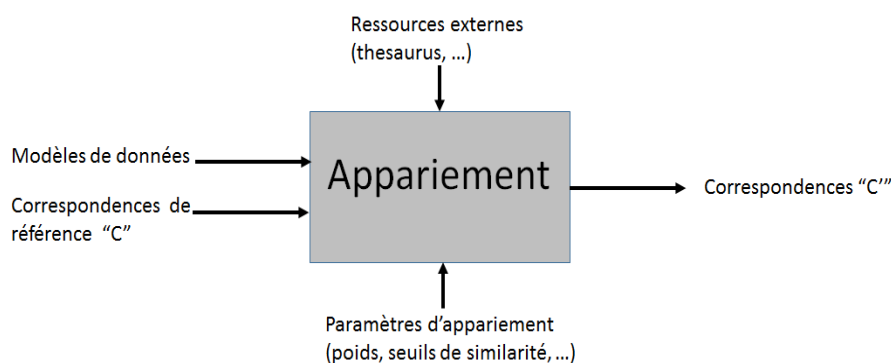 Ressources externes
(thesaurus, ...)
Modèles de données
Appariement
Correspondences de
référence “C”
Correspondences “C’”
Paramètres d’appariement
(poids, seuils de similarité, ...)